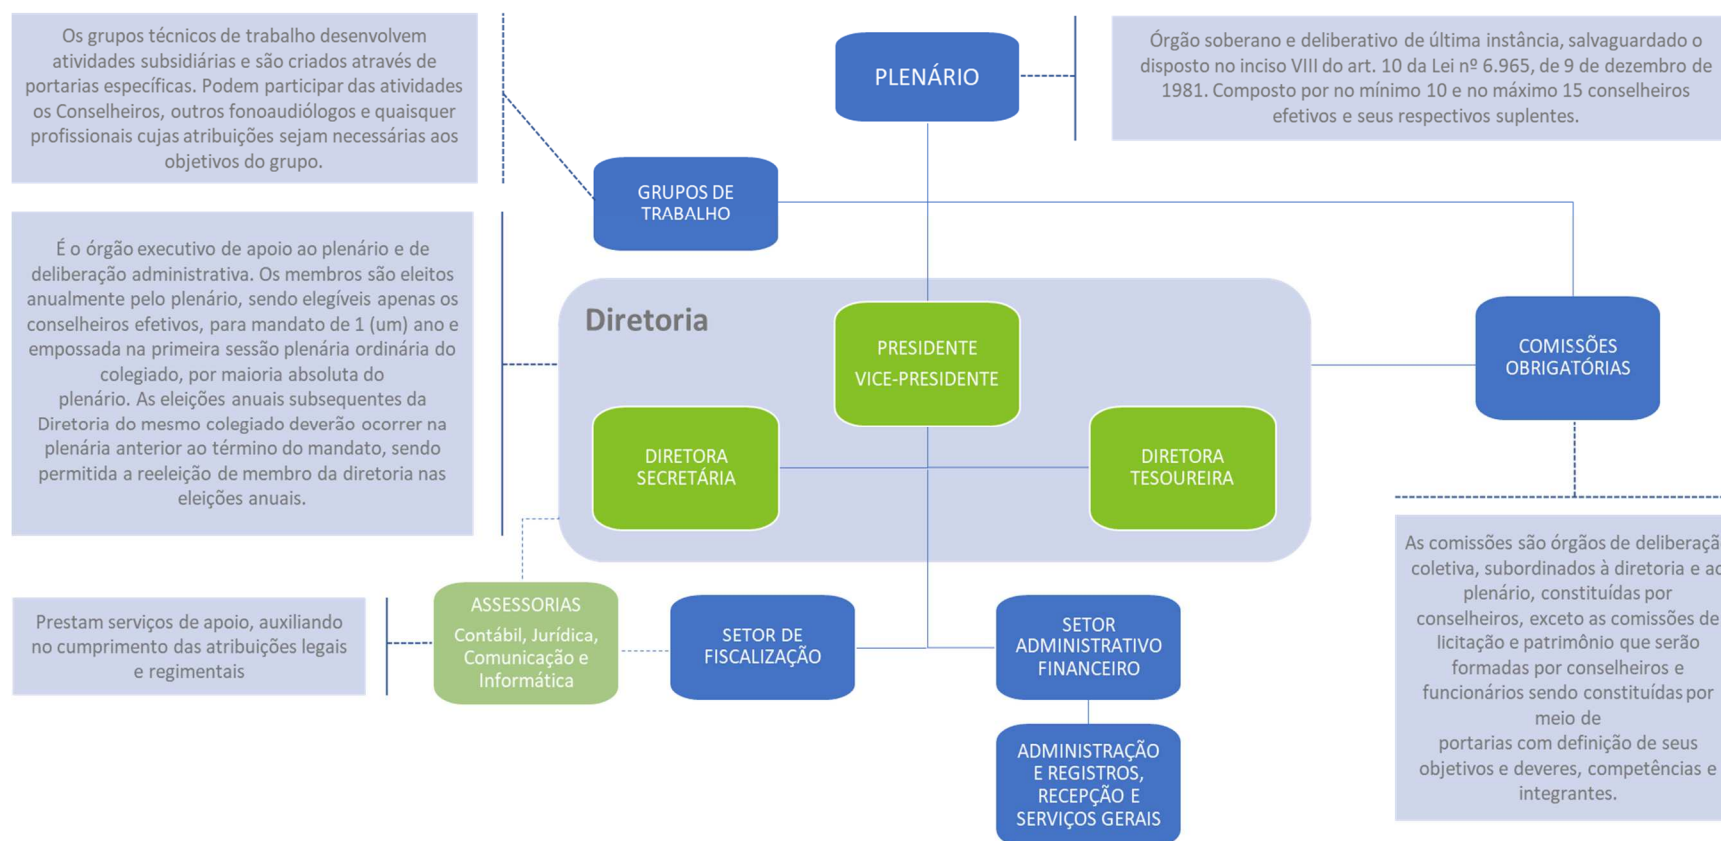 Os grupos técnicos de trabalho desenvolvem
atividades subsidiárias e são criados através de
portarias específicas. Podem participar das atividades
os Conselheiros, outros fonoaudiólogos e quaisquer
profissionais cujas atribuições sejam necessárias aos
objetivos do grupo.
PLENÁRIO
Órgão soberano e deliberativo de última instância, salvaguardado o
disposto no inciso VIII do art. 10 da Lei nº 6.965, de 9 de dezembro de
1981. Composto por no mínimo 10 e no máximo 15 conselheiros
efetivos e seus respectivos suplentes.
GRUPOS DE
TRABALHO
É o órgão executivo de apoio ao plenário e de
deliberação administrativa. Os membros são eleitos
anualmente pelo plenário, sendo elegíveis apenas os
conselheiros efetivos, para mandato de 1 (um) ano e
empossada na primeira sessão plenária ordinária do
colegiado, por maioria absoluta do
plenário. As eleições anuais subsequentes da
Diretoria do mesmo colegiado deverão ocorrer na
plenária anterior ao término do mandato, sendo
permitida a reeleição de membro da diretoria nas
eleições anuais.
Diretoria
PRESIDENTE
VICE-PRESIDENTE
COMISSÕES
OBRIGATÓRIAS
DIRETORA
SECRETÁRIA
DIRETORA
TESOUREIRA
Prestam serviços de apoio, auxiliando
no cumprimento das atribuições legais
e regimentais
ASSESSORIAS
Contábil, Jurídica,
Comunicação e
Informática
SETOR DE
FISCALIZAÇÃO
SETOR
ADMINISTRATIVO
FINANCEIRO
ADMINISTRAÇÃO
E REGISTROS,
RECEPÇÃO E
SERVIÇOS GERAIS
As comissões são órgãos de
coletiva, subordinados à diretoria e
plenário, constituídas por
conselheiros, exceto as comissões de
licitação e patrimônio que serão
formadas por conselheiros e
funcionários sendo constituídas por
meio de
portarias com definição de seus
objetivos e deveres, competências e
integrantes.